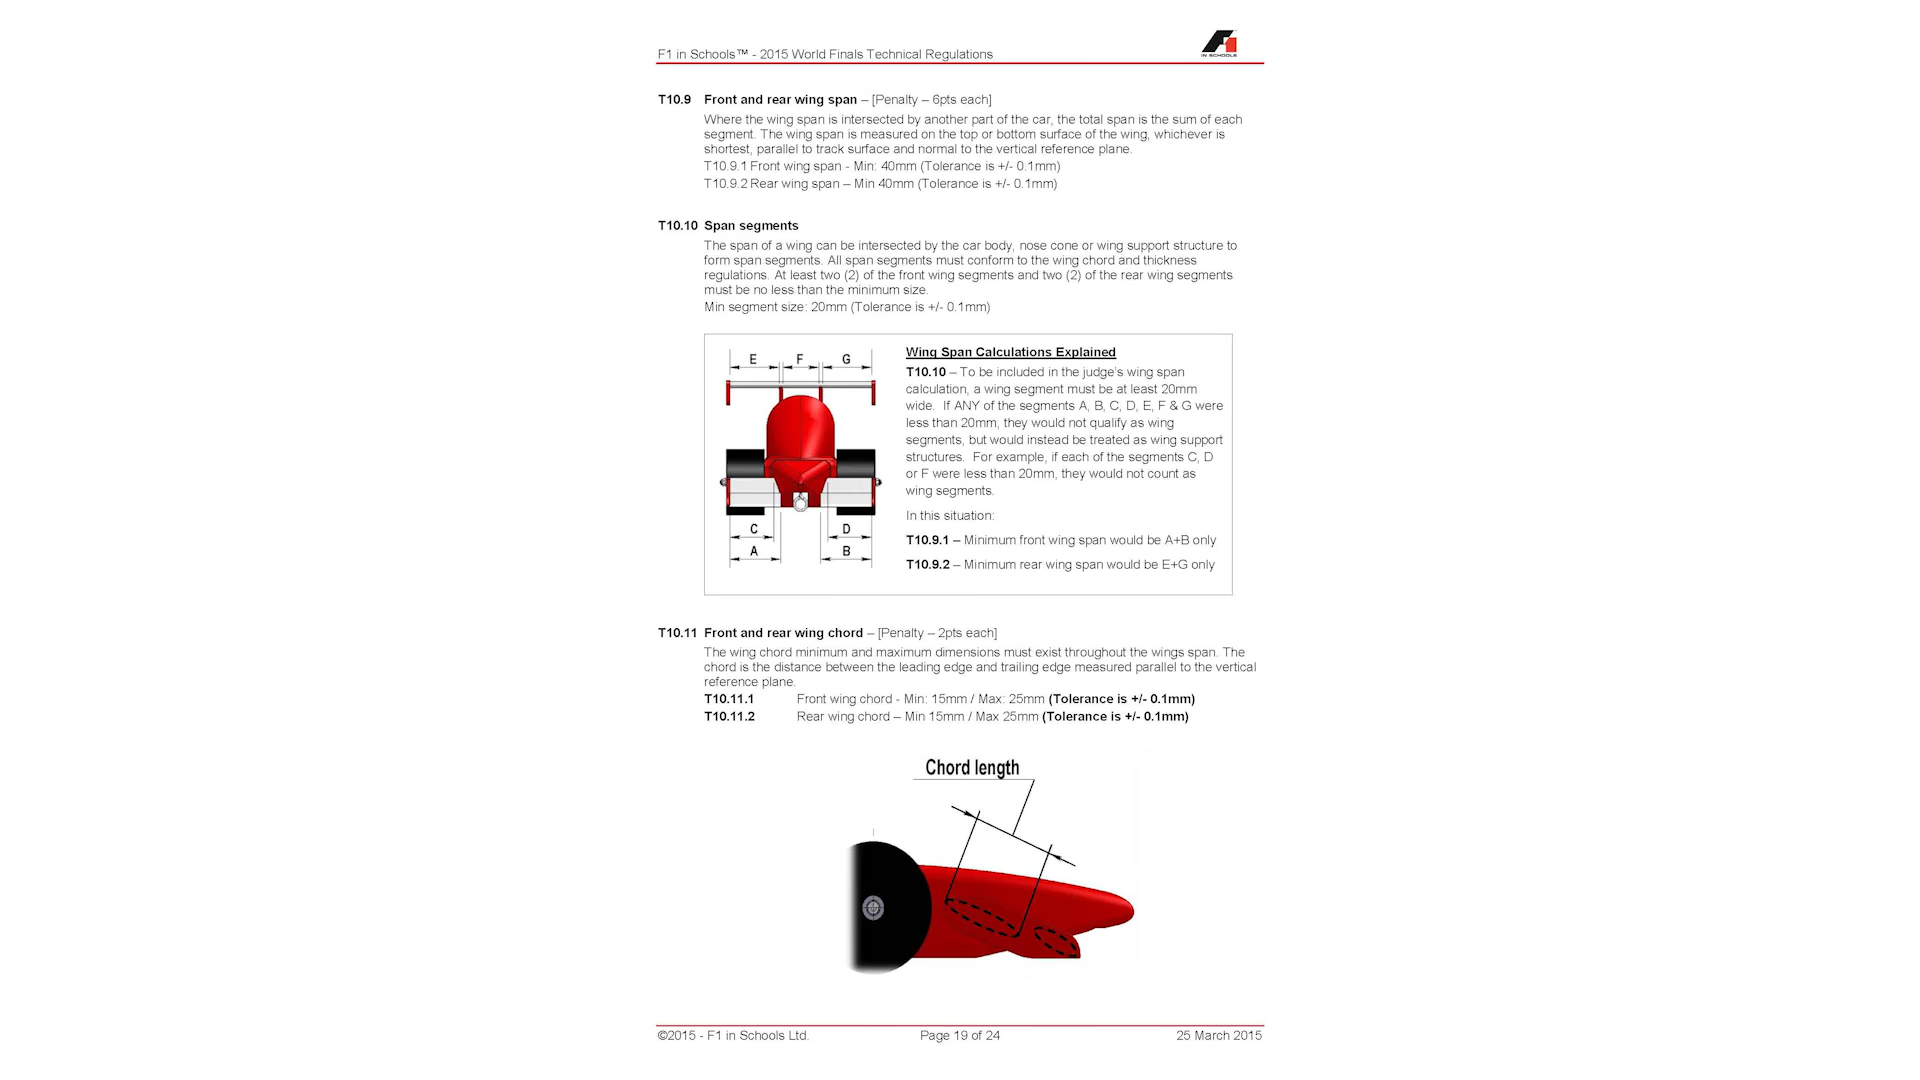 F1 in Schools™ - 2015 World Finals Technical Regulations
F1
IN SCHOOLS
T10.9 Front and rear wing span – [Penalty – 6pts each]
Where the wing span is intersected by another part of the car, the total span is the sum of each
segment. The wing span is measured on the top or bottom surface of the wing, whichever is
shortest, parallel to track surface and normal to the vertical reference plane.
T10.9.1 Front wing span - Min: 40mm (Tolerance is +/- 0.1mm)
T10.9.2 Rear wing span – Min 40mm (Tolerance is +/- 0.1mm)
T10.10 Span segments
The span of a wing can be intersected by the car body, nose cone or wing support structure to
form span segments. All span segments must conform to the wing chord and thickness
regulations. At least two (2) of the front wing segments and two (2) of the rear wing segments
must be no less than the minimum size.
Min segment size: 20mm (Tolerance is +/- 0.1mm)
E F G
C D
A B
Wing Span Calculations Explained
T10.10 – To be included in the judge's wing span
calculation, a wing segment must be at least 20mm
wide. If ANY of the segments A, B, C, D, E, F & G were
less than 20mm, they would not qualify as wing
segments, but would instead be treated as wing support
structures. For example, if each of the segments C, D
or F were less than 20mm, they would not count as
wing segments.
In this situation:
T10.9.1 – Minimum front wing span would be A+B only
T10.9.2 – Minimum rear wing span would be E+G only
T10.11 Front and rear wing chord – [Penalty – 2pts each]
The wing chord minimum and maximum dimensions must exist throughout the wings span. The
chord is the distance between the leading edge and trailing edge measured parallel to the vertical
reference plane.
T10.11.1 Front wing chord - Min: 15mm / Max: 25mm (Tolerance is +/- 0.1mm)
T10.11.2 Rear wing chord – Min 15mm / Max 25mm (Tolerance is +/- 0.1mm)
Chord length
©2015 - F1 in Schools Ltd. Page 19 of 24 25 March 2015